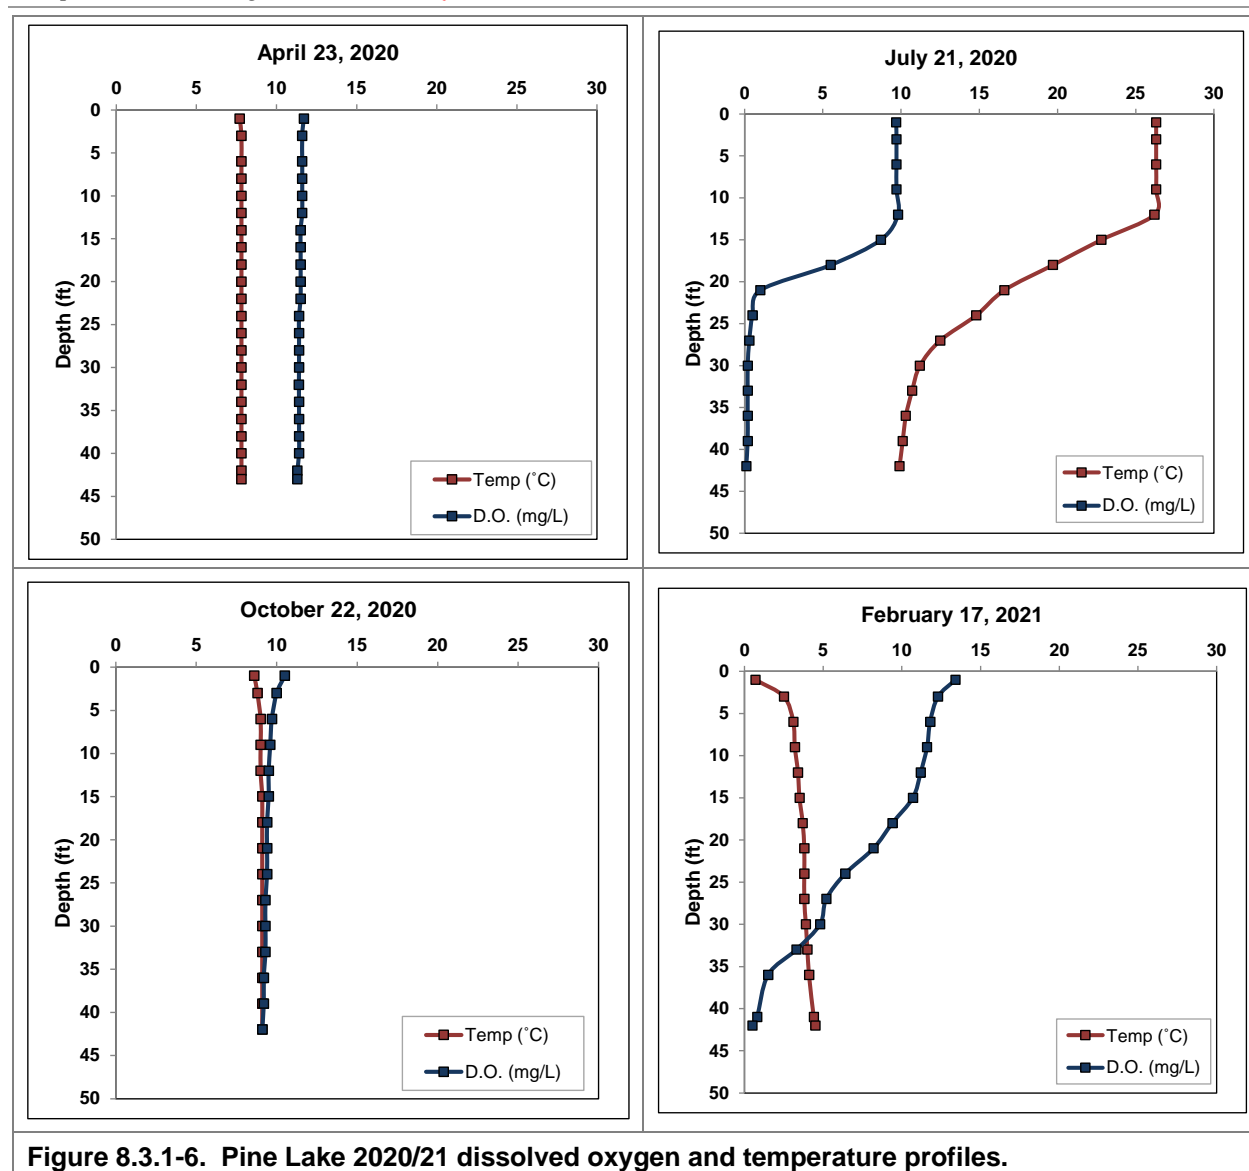 April 23, 2020
0 5 10 15 20 25 30
0
5
10
15
20
25
30
35
40
45
50
Depth (ft)
Temp (˚C)
D.O. (mg/L)
July 21, 2020
0 5 10 15 20 25 30
0
5
10
15
20
25
30
35
40
45
50
Depth (ft)
Temp (˚C)
D.O. (mg/L)
October 22, 2020
0 5 10 15 20 25 30
0
5
10
15
20
25
30
35
40
45
50
Depth (ft)
Temp (˚C)
D.O. (mg/L)
February 17, 2021
0 5 10 15 20 25 30
0
5
10
15
20
25
30
35
40
45
50
Depth (ft)
Temp (˚C)
D.O. (mg/L)
Figure 8.3.1-6. Pine Lake 2020/21 dissolved oxygen and temperature profiles.